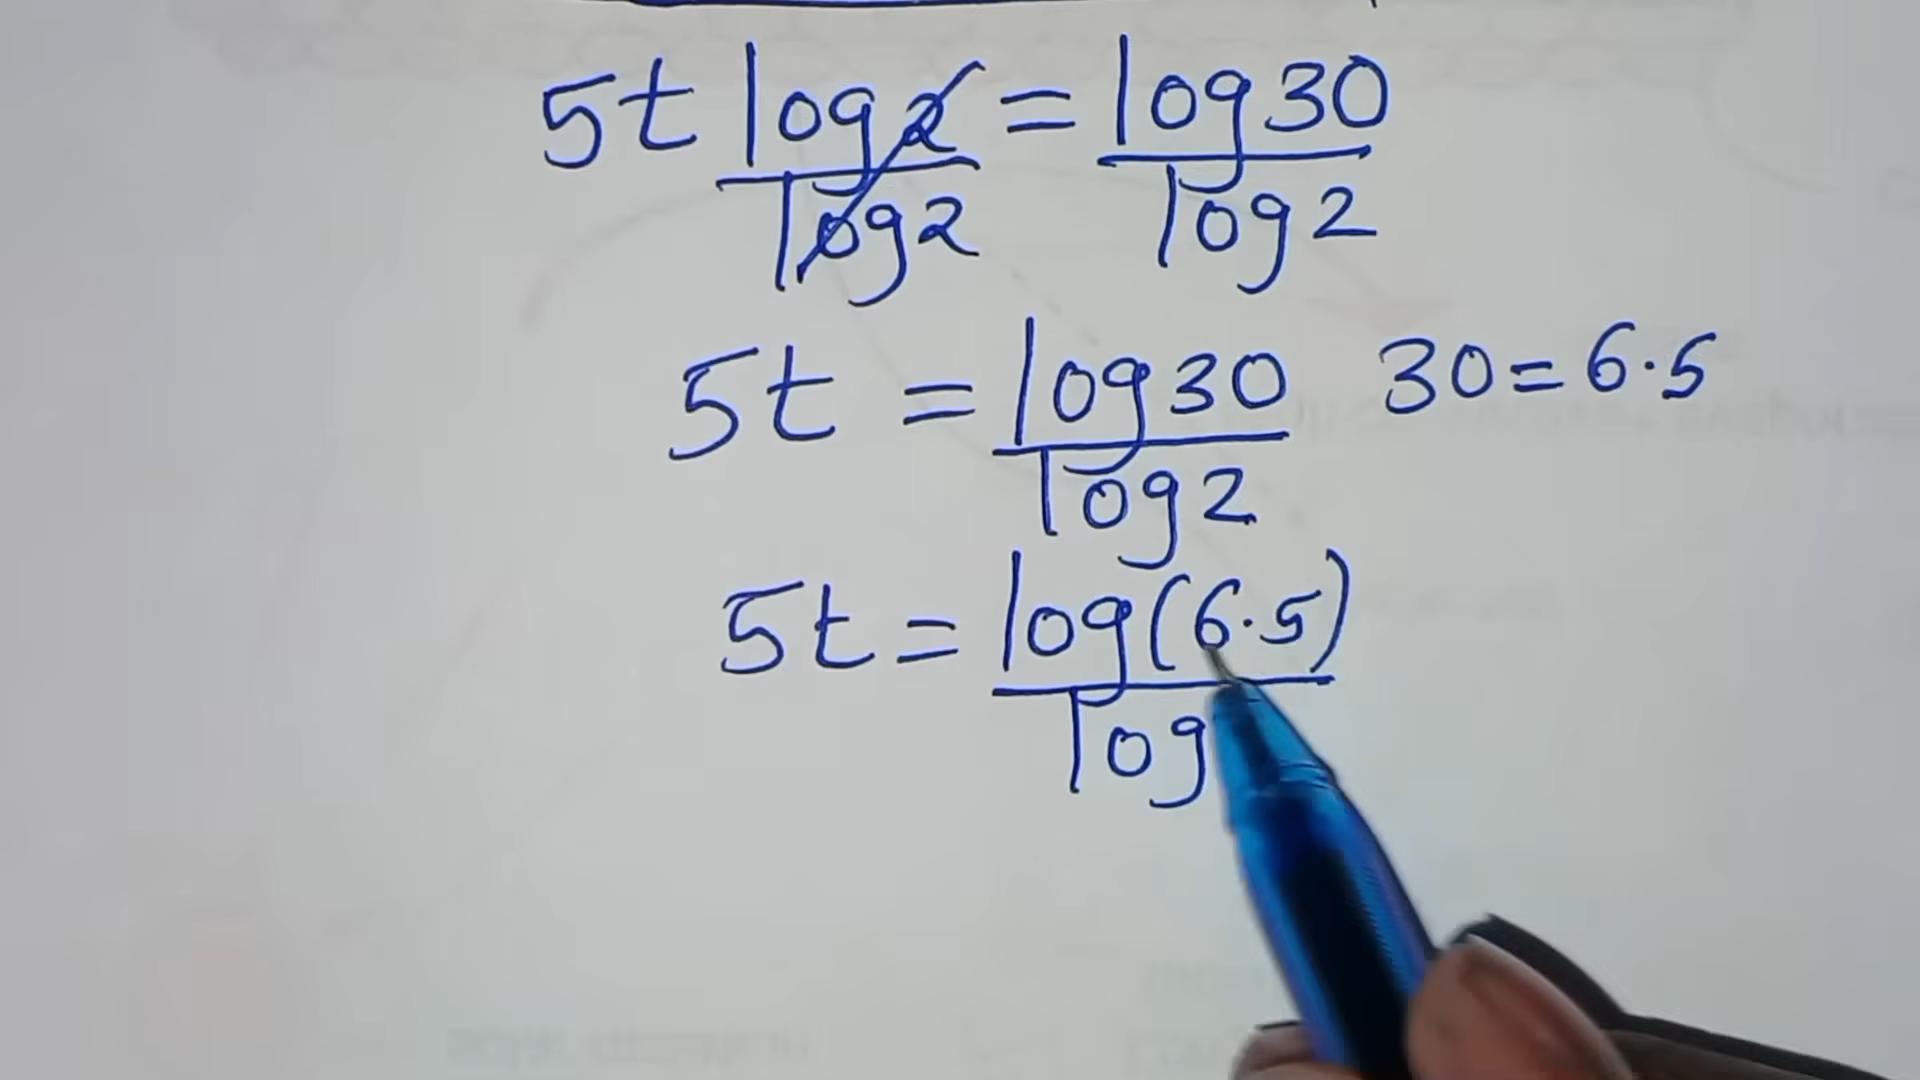 5t log2 = log30
log2 log2
5t = log30 30=6·5
log2
5t = log(6·5)
log